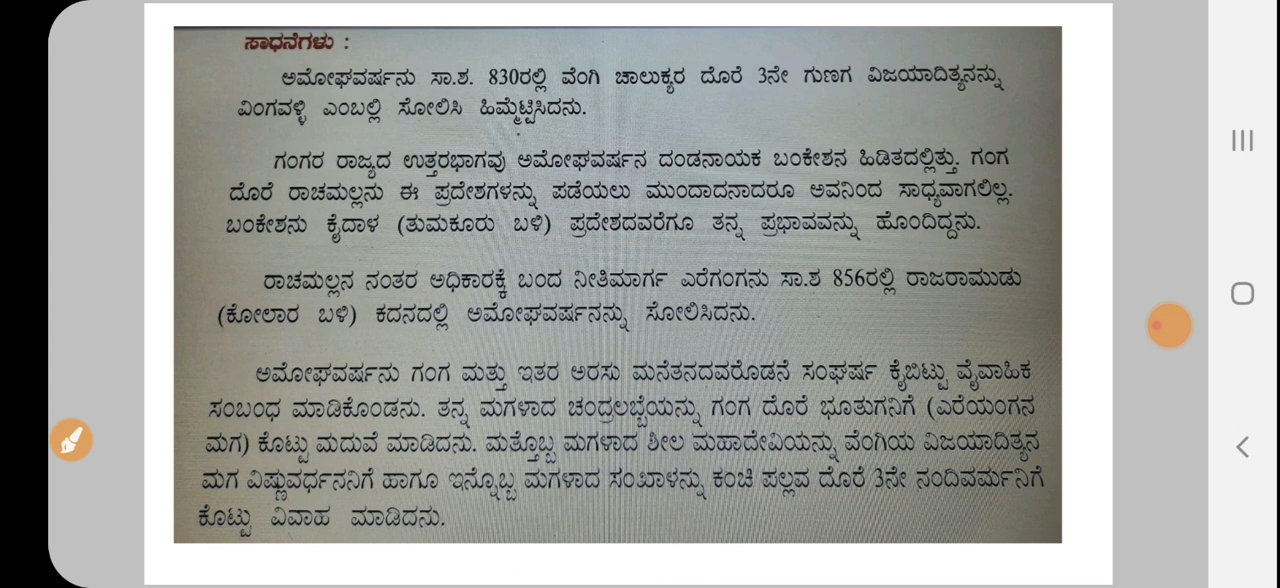 ಸಾಧನೆಗಳು :
ಅಮೋಘವರ್ಷನು ಸಾ.ಶ. 830ರಲ್ಲಿ ವೆಂಗಿ ಚಾಲುಕ್ಯರ ದೊರೆ 3ನೇ ಗುಣಗ ವಿಜಯಾದಿತ್ಯನನ್ನು
ವಿಂಗವಳ್ಳಿ ಎಂಬಲ್ಲಿ ಸೋಲಿಸಿ ಹಿಮ್ಮೆಟ್ಟಿಸಿದನು.
ಗಂಗರ ರಾಜ್ಯದ ಉತ್ತರಭಾಗವು ಅಮೋಘವರ್ಷನ ದಂಡನಾಯಕ ಬಂಕೇಶನ ಹಿಡಿತದಲ್ಲಿತ್ತು. ಗಂಗ
ದೊರೆ ರಾಚಮಲ್ಲನು ಈ ಪ್ರದೇಶಗಳನ್ನು ಪಡೆಯಲು ಮುಂದಾದನಾದರೂ ಅವನಿಂದ ಸಾಧ್ಯವಾಗಲಿಲ್ಲ.
ಬಂಕೇಶನು ಕೈದಾಳ (ತುಮಕೂರು ಬಳಿ) ಪ್ರದೇಶದವರೆಗೂ ತನ್ನ ಪ್ರಭಾವವನ್ನು ಹೊಂದಿದ್ದನು.
ರಾಚಮಲ್ಲನ ನಂತರ ಅಧಿಕಾರಕ್ಕೆ ಬಂದ ನೀತಿಮಾರ್ಗ ಎರೆಗಂಗನು ಸಾ.ಶ 856ರಲ್ಲಿ ರಾಜರಾಮುಡು
(ಕೋಲಾರ ಬಳಿ) ಕದನದಲ್ಲಿ ಅಮೋಘವರ್ಷನನ್ನು ಸೋಲಿಸಿದನು.
ಅಮೋಘವರ್ಷನು ಗಂಗ ಮತ್ತು ಇತರ ಅರಸು ಮನೆತನದವರೊಡನೆ ಸಂಘರ್ಷ ಕೈಬಿಟ್ಟು ವೈವಾಹಿಕ
ಸಂಬಂಧ ಮಾಡಿಕೊಂಡನು. ತನ್ನ ಮಗಳಾದ ಚಂದ್ರಲಬ್ಬೆಯನ್ನು ಗಂಗ ದೊರೆ ಭೂತುಗನಿಗೆ (ಎರೆಯಂಗನ
ಮಗ) ಕೊಟ್ಟು ಮದುವೆ ಮಾಡಿದನು. ಮತ್ತೊಬ್ಬ ಮಗಳಾದ ಶೀಲ ಮಹಾದೇವಿಯನ್ನು ವೆಂಗಿಯ ವಿಜಯಾದಿತ್ಯನ
ಮಗ ವಿಷ್ಣುವರ್ಧನನಿಗೆ ಹಾಗೂ ಇನ್ನೊಬ್ಬ ಮಗಳಾದ ಸಂಖಾಳನ್ನು ಕಂಚಿ ಪಲ್ಲವ ದೊರೆ 3ನೇ ನಂದಿವರ್ಮನಿಗೆ
ಕೊಟ್ಟು ವಿವಾಹ ಮಾಡಿದನು.